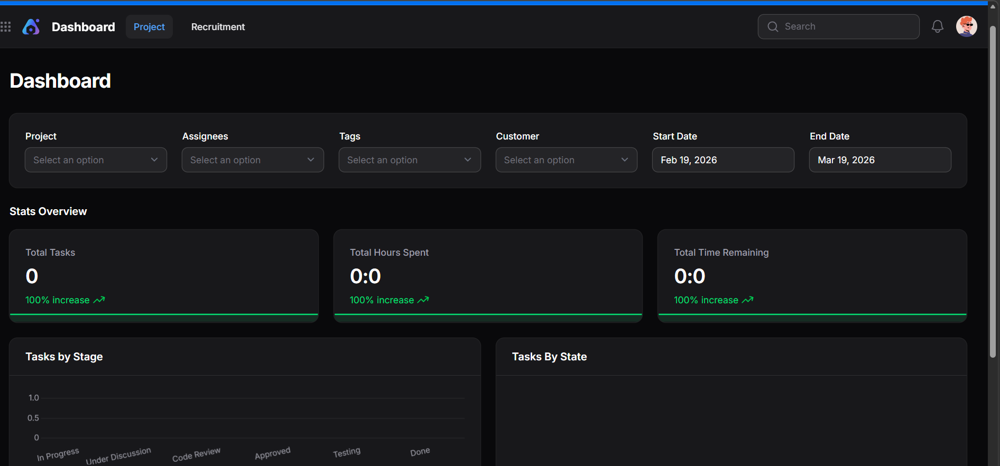 Dashboard
Project
Recruitment
Search
Dashboard
Project
Assignees
Tags
Customer
Start Date
End Date
Select an option
Select an option
Select an option
Select an option
Feb 19, 2026
Mar 19, 2026
Stats Overview
Total Tasks
0
100% increase
Total Hours Spent
0:0
100% increase
Total Time Remaining
0:0
100% increase
Tasks by Stage
1.0
0.5
0
In Progress
Under Discussion
Code Review
Approved
Testing
Done
Tasks By State